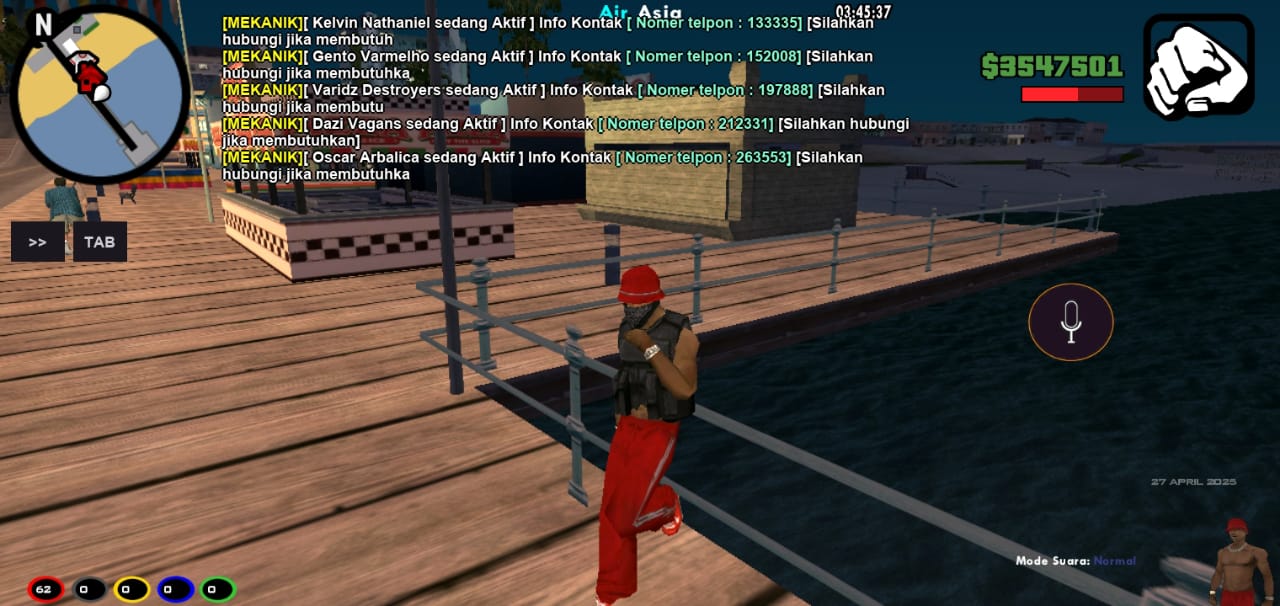 N
Air Asia
03:45:37
[MEKANIK][ Kelvin Nathaniel sedang Aktif ] Info Kontak [ Nomer telpon : 133335] [Silahkan
hubungi jika membutuh
[MEKANIK][ Gento Varmelho sedang Aktif ] Info Kontak [ Nomer telpon : 152008] [Silahkan
hubungi jika membutuhka
[MEKANIK][ Varidz Destroyers sedang Aktif ] Info Kontak [ Nomer telpon : 197888] [Silahkan
hubungi jika membutu
[MEKANIK][ Dazi Vagans sedang Aktif ] Info Kontak [ Nomer telpon : 212331] [Silahkan hubungi
jika membutuhkan]
[MEKANIK][ Oscar Arbalica sedang Aktif ] Info Kontak [ Nomer telpon : 263553] [Silahkan
hubungi jika membutuhka
$3547501
>>
TAB
27 APRIL 2025
Mode Suara: Normal
62 0 0 0 0